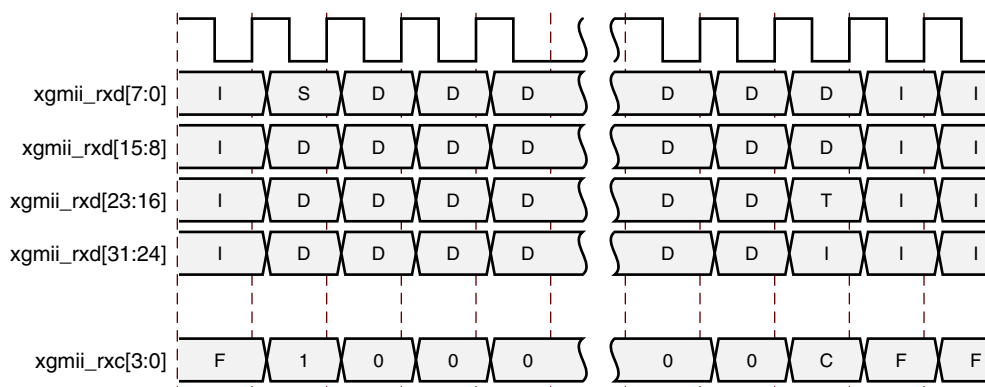 xgmii_rxd[7:0] I S D D D D D D I I
xgmii_rxd[15:8] I D D D D D D D I I
xgmii_rxd[23:16] I D D D D D D T I I
xgmii_rxd[31:24] I D D D D D D I I I
xgmii_rxc[3:0] F 1 0 0 0 0 0 C F F